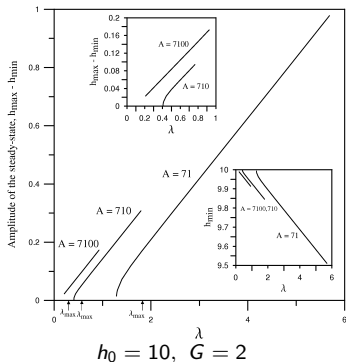 Amplitude of the steady-state, hmax - hmin
1
0.8
0.6
0.4
0.2
0
0
2
4
6
λ
A = 7100
A = 710
A = 71
λmax
λmax
λmax
hmax - hmin
0.2
0.16
0.12
0.08
0.04
0
0 0.2 0.4 0.6 0.8 1
λ
A = 7100
A = 710
hmin
10
9.9
9.8
9.7
9.6
9.5
0 1 2 3 4 5 6
λ
A = 7100,710
A = 71
h₀ = 10, G = 2